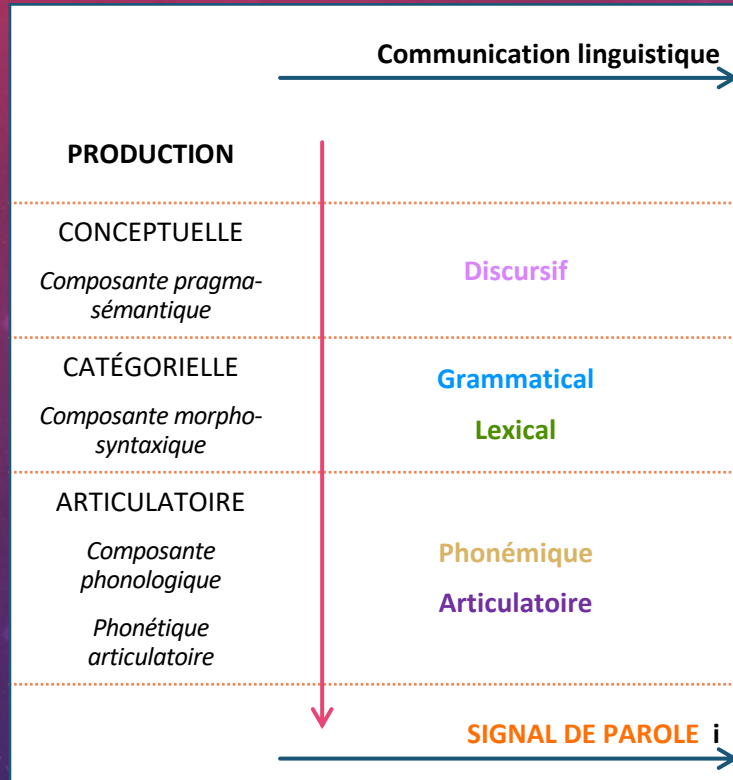 Communication linguistique
PRODUCTION
CONCEPTUELLE
Composante pragma-
sémantique
Discursif
CATÉGORIELLE
Composante morpho-
syntaxique
Grammatical
Lexical
ARTICULATOIRE
Composante
phonologique
Phonétique
articulatoire
Phonémique
Articulatoire
SIGNAL DE PAROLE i